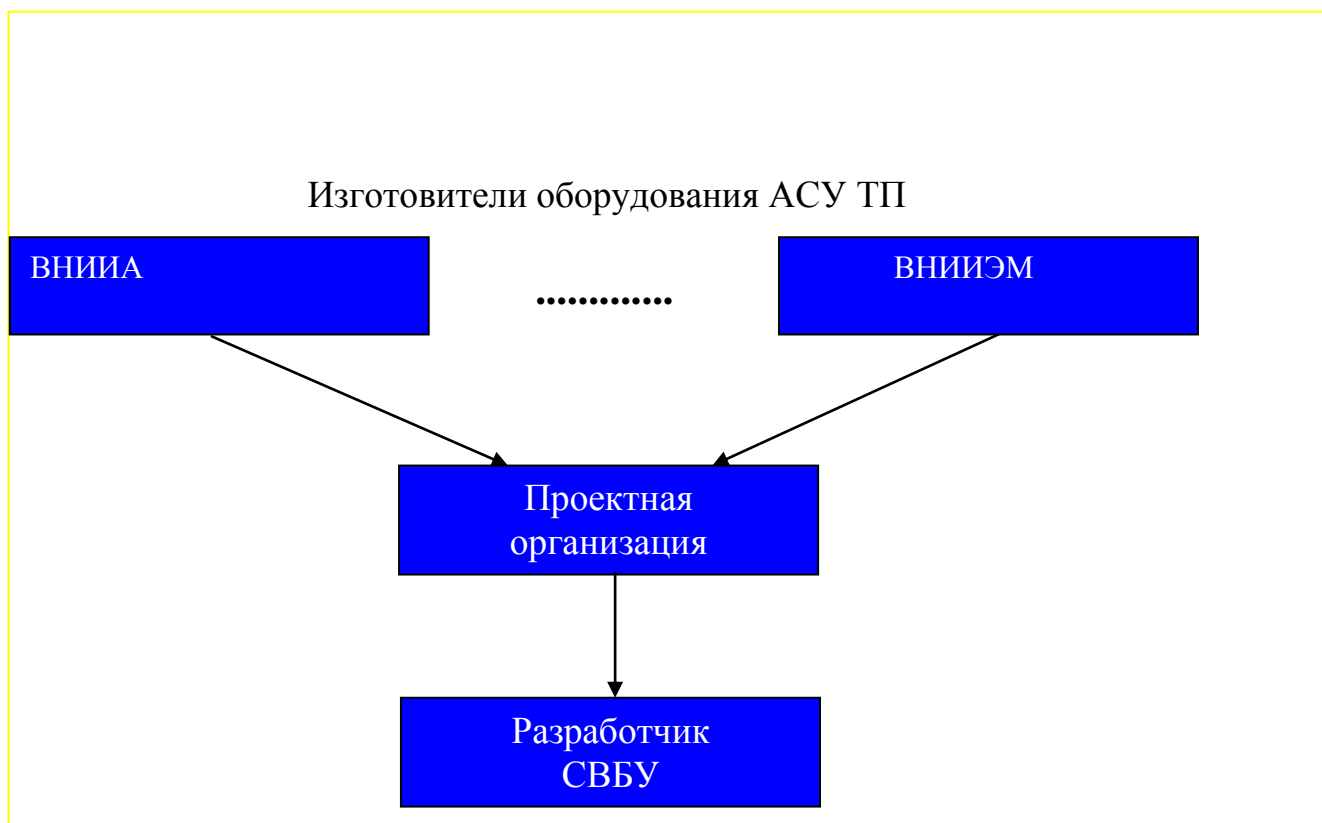 Изготовители оборудования АСУ ТП
ВНИИА
.............
ВНИИЭМ
Проектная
организация
Разработчик
СВБУ